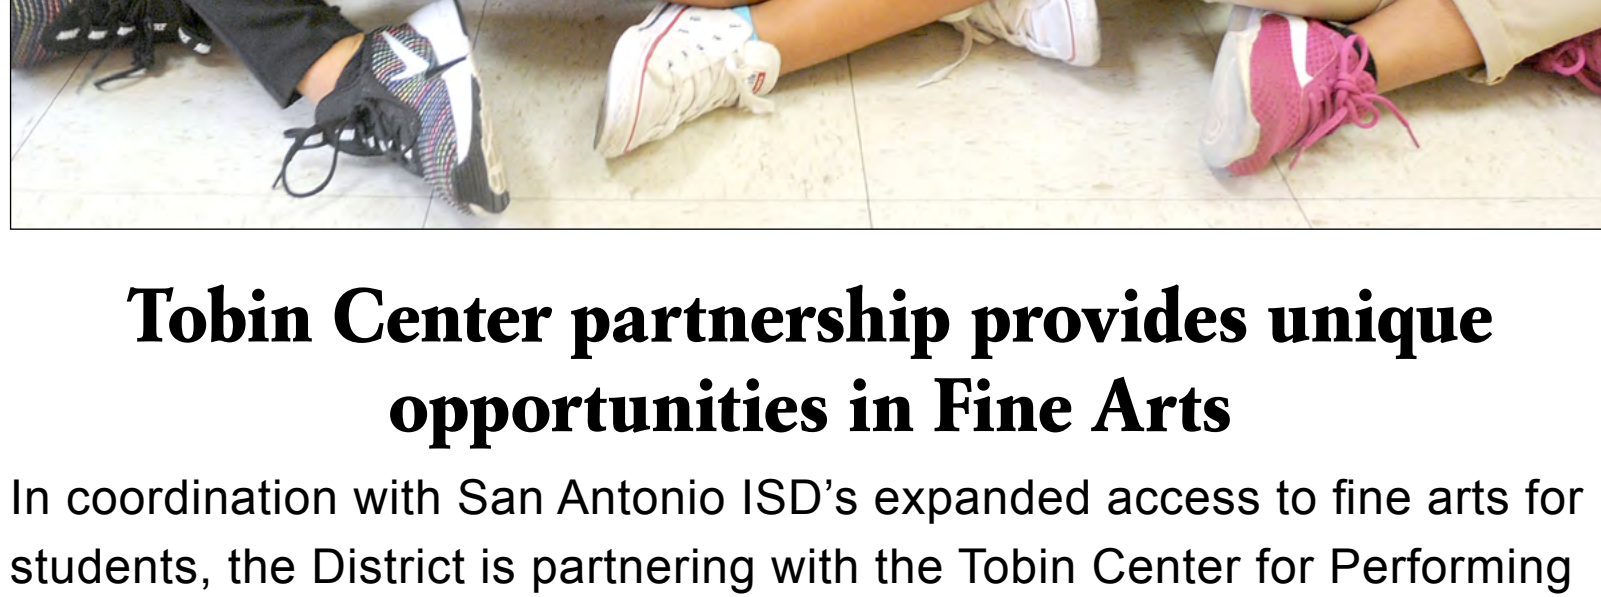 Tobin Center partnership provides unique
opportunities in Fine Arts
In coordination with San Antonio ISD’s expanded access to fine arts for
students, the District is partnering with the Tobin Center for Performing